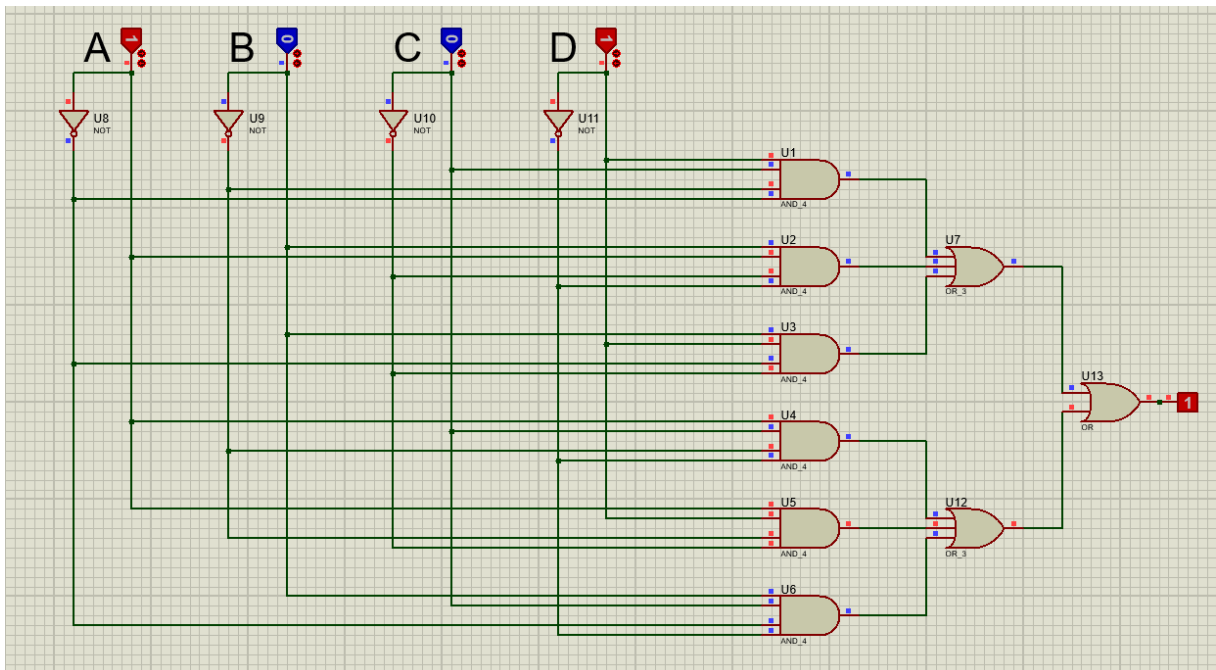 A 1 B 0 C 0 D 1
U8
NOT
U9
NOT
U10
NOT
U11
NOT
U1
AND_4
U2
AND_4
U7
OR_3
U3
AND_4
U13
OR
1
U4
AND_4
U5
AND_4
U12
OR_3
U6
AND_4